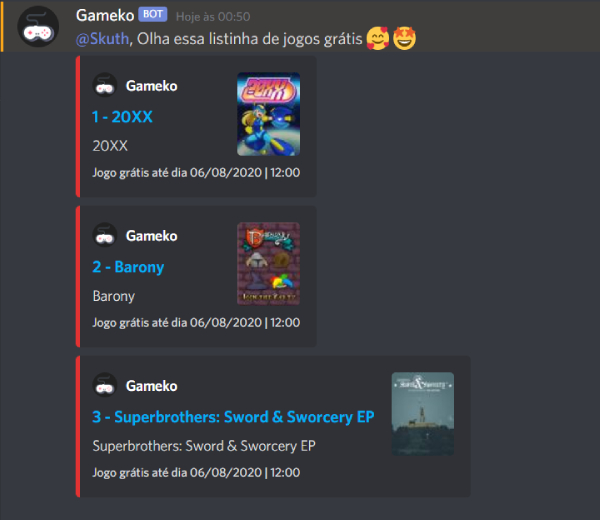 Gameko BOT Hoje às 00:50
@Skuth, Olha essa listinha de jogos grátis 🥰 🤩
Gameko
1 - 20XX
20XX
Jogo grátis até dia 06/08/2020 | 12:00
Gameko
2 - Barony
Barony
Jogo grátis até dia 06/08/2020 | 12:00
Gameko
3 - Superbrothers: Sword & Sworcery EP
Superbrothers: Sword & Sworcery EP
Jogo grátis até dia 06/08/2020 | 12:00